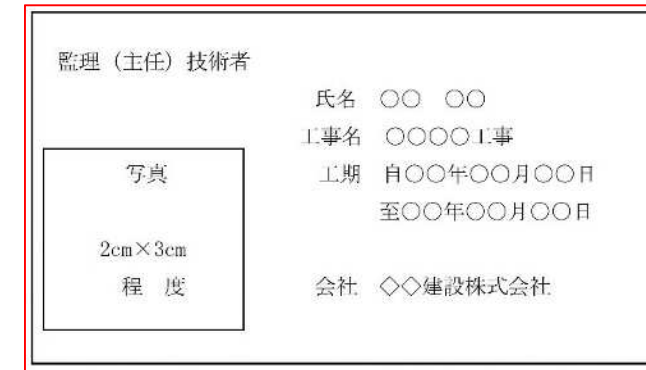 監理（主任）技術者
氏名　○○　○○
工事名　○○○○工事
工期　自○○年○○月○○日
至○○年○○月○○日
会社　◇◇建設株式会社
写真
2cm×3cm
程　度